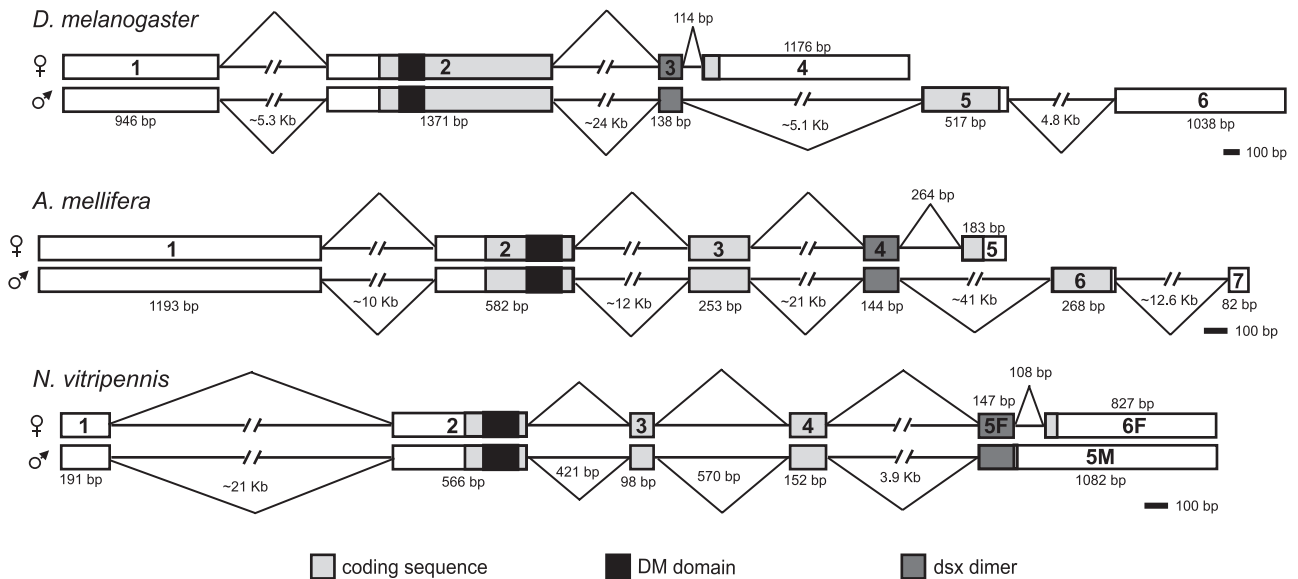 D. melanogaster
114 bp
1176 bp
♀ 1 2 3 4
♂ 5 6
946 bp ~5.3 Kb 1371 bp ~24 Kb 138 bp ~5.1 Kb 517 bp 4.8 Kb 1038 bp
100 bp
A. mellifera
264 bp
183 bp
♀ 1 2 3 4 5
♂ 6 7
1193 bp ~10 Kb 582 bp ~12 Kb 253 bp ~21 Kb 144 bp ~41 Kb 268 bp ~12.6 Kb 82 bp
100 bp
N. vitripennis
108 bp
147 bp 827 bp
♀ 1 2 3 4 5F 6F
♂ 5M
191 bp ~21 Kb 566 bp 421 bp 98 bp 570 bp 152 bp 3.9 Kb 1082 bp
100 bp
coding sequence DM domain dsx dimer